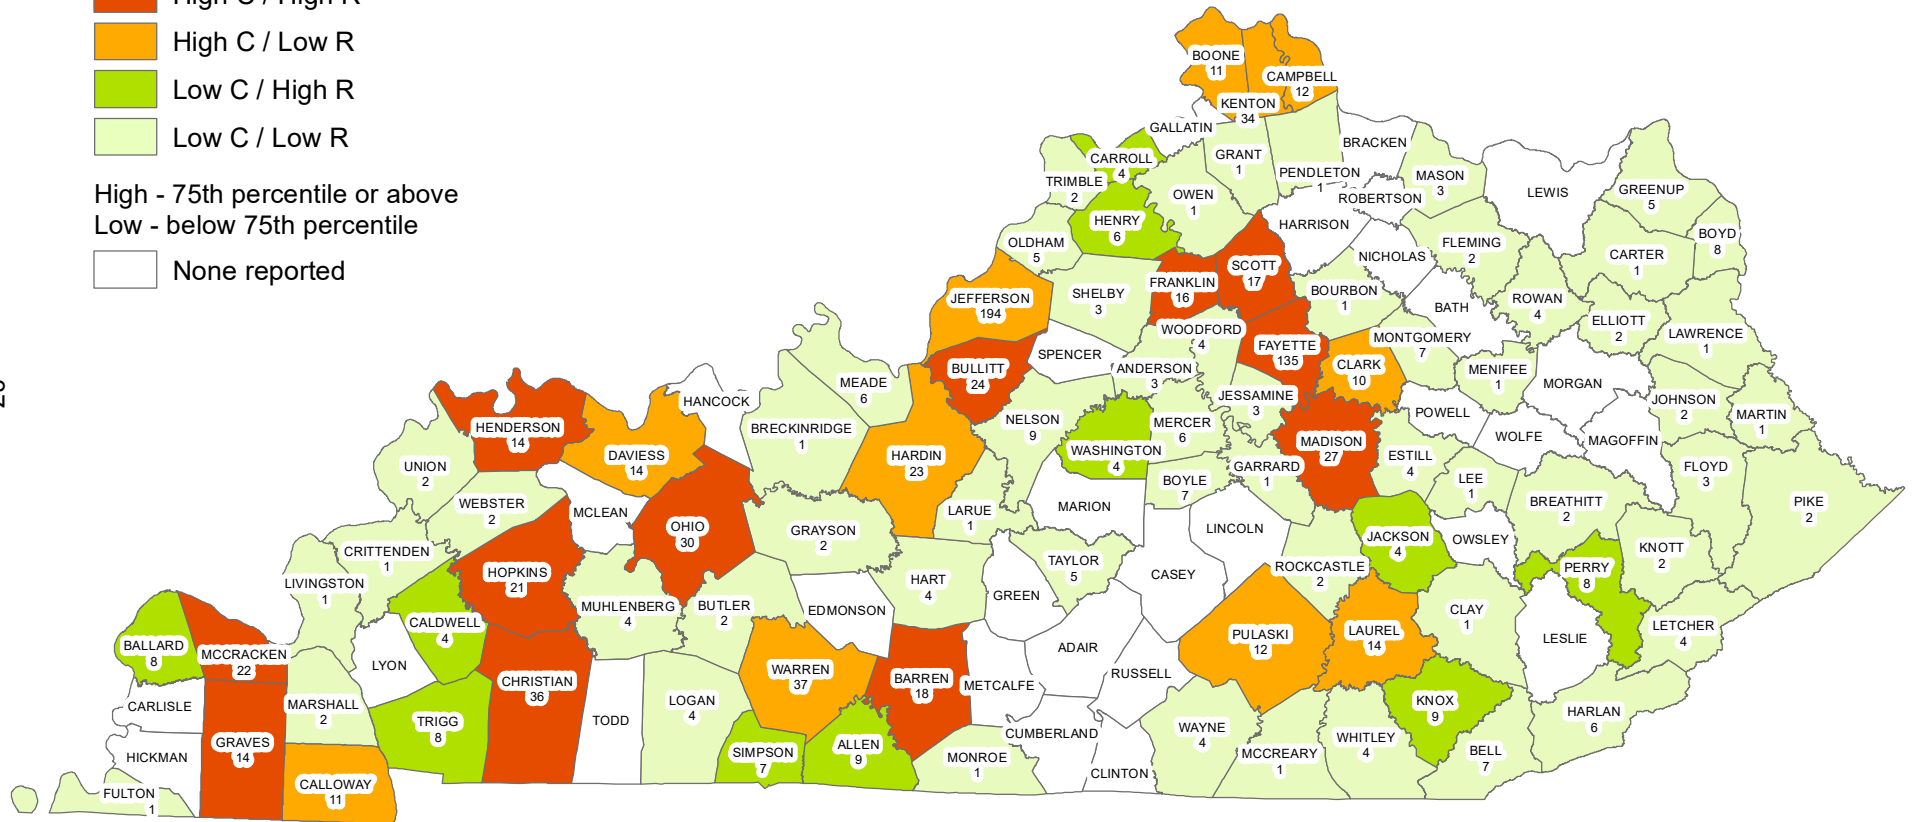 High C / High R
High C / Low R
Low C / High R
Low C / Low R
High - 75th percentile or above
Low - below 75th percentile
None reported
BOONE
11
CAMPBELL
12
KENTON
34
GALLATIN
BRACKEN
CARROLL
4
GRANT
1
PENDLETON
1
MASON
3
LEWIS
GREENUP
5
TRIMBLE
2
OWEN
1
ROBERTSON
HENRY
6
HARRISON
OLDHAM
5
FLEMING
2
BOYD
8
NICHOLAS
CARTER
1
SCOTT
17
FRANKLIN
16
SHELBY
3
JEFFERSON
194
BOURBON
1
BATH
ROWAN
4
ELLIOTT
2
LAWRENCE
1
WOODFORD
4
FAYETTE
135
MONTGOMERY
7
SPENCER
CLARK
10
BULLITT
24
ANDERSON
3
MENIFEE
1
MORGAN
MEADE
6
HANCOCK
JESSAMINE
3
JOHNSON
2
MARTIN
1
POWELL
NELSON
9
MERCER
6
HENDERSON
14
BRECKINRIDGE
1
WASHINGTON
4
MADISON
27
WOLFE
MAGOFFIN
DAVIESS
14
HARDIN
23
ESTILL
4
UNION
2
GARRARD
1
FLOYD
3
BOYLE
7
LEE
1
WEBSTER
2
BREATHITT
2
PIKE
2
MCLEAN
LARUE
1
MARION
OHIO
30
GRAYSON
2
LINCOLN
JACKSON
4
OWSLEY
CRITTENDEN
1
KNOTT
2
TAYLOR
5
ROCKCASTLE
2
PERRY
8
HOPKINS
21
CASEY
LIVINGSTON
1
HART
4
GREEN
MUHLENBERG
4
BUTLER
2
EDMONSON
CLAY
1
CALDWELL
4
LETCHER
4
PULASKI
12
LAUREL
14
LESLIE
BALLARD
8
MCCRACKEN
22
ADAIR
LYON
WARREN
37
BARREN
18
METCALFE
RUSSELL
CHRISTIAN
36
CARLISLE
MARSHALL
2
LOGAN
4
KNOX
9
HARLAN
6
TRIGG
8
TODD
WAYNE
4
CUMBERLAND
GRAVES
14
WHITLEY
4
ALLEN
9
SIMPSON
7
MCCREARY
1
BELL
7
HICKMAN
MONROE
1
CLINTON
CALLOWAY
11
FULTON
1